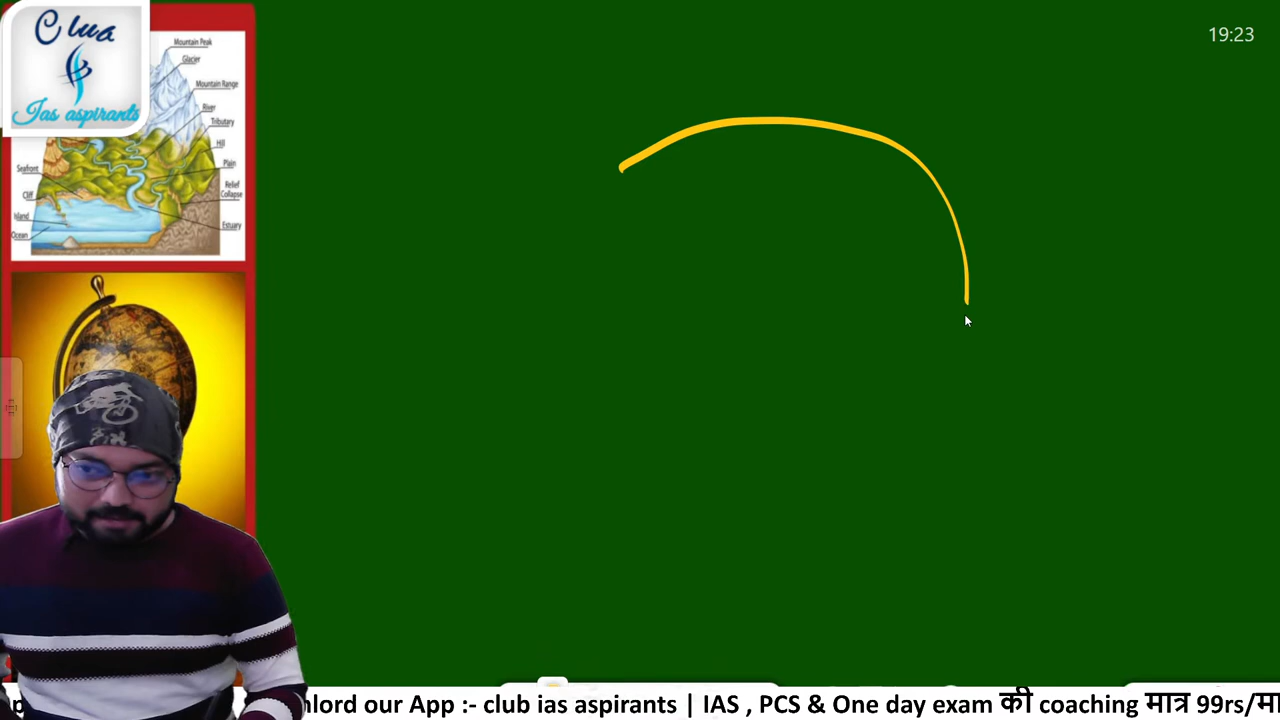 Clua
Ias aspirants
19:23
Mountain Peak
Glacier
Mountain Range
River
Tributary
Hill
Plain
Seafront
Relief
Collapse
Cliff
Island
Estuary
Ocean
nlord our App :- club ias aspirants | IAS , PCS & One day exam की coaching मात्र 99rs/मा